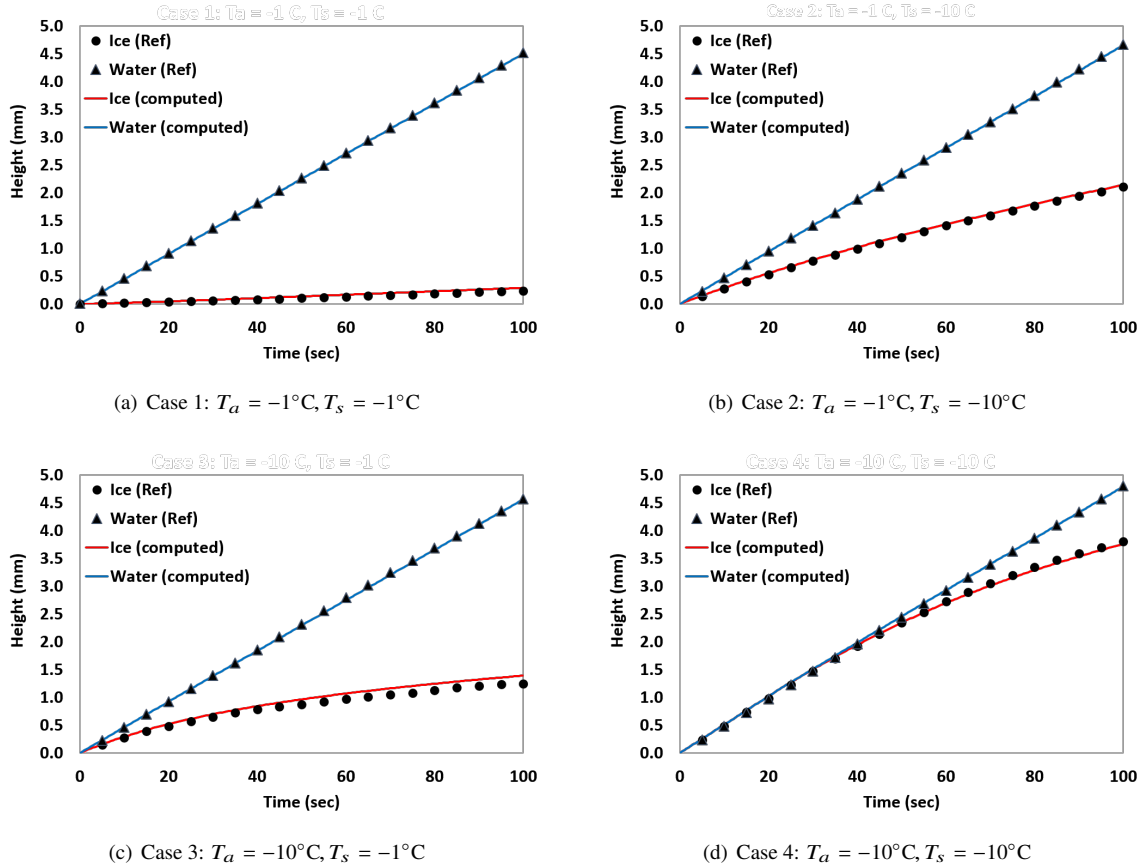 Case 1: Ta = -1 C, Ts = -1 C
Ice (Ref)
Water (Ref)
Ice (computed)
Water (computed)
Height (mm)
5.0
4.5
4.0
3.5
3.0
2.5
2.0
1.5
1.0
0.5
0.0
0 20 40 60 80 100
Time (sec)
(a) Case 1: Ta = −1°C, Ts = −1°C
Case 2: Ta = -1 C, Ts = -10 C
Ice (Ref)
Water (Ref)
Ice (computed)
Water (computed)
Height (mm)
5.0
4.5
4.0
3.5
3.0
2.5
2.0
1.5
1.0
0.5
0.0
0 20 40 60 80 100
Time (sec)
(b) Case 2: Ta = −1°C, Ts = −10°C
Case 3: Ta = -10 C, Ts = -1 C
Ice (Ref)
Water (Ref)
Ice (computed)
Water (computed)
Height (mm)
5.0
4.5
4.0
3.5
3.0
2.5
2.0
1.5
1.0
0.5
0.0
0 20 40 60 80 100
Time (sec)
(c) Case 3: Ta = −10°C, Ts = −1°C
Case 4: Ta = -10 C, Ts = -10 C
Ice (Ref)
Water (Ref)
Ice (computed)
Water (computed)
Height (mm)
5.0
4.5
4.0
3.5
3.0
2.5
2.0
1.5
1.0
0.5
0.0
0 20 40 60 80 100
Time (sec)
(d) Case 4: Ta = −10°C, Ts = −10°C